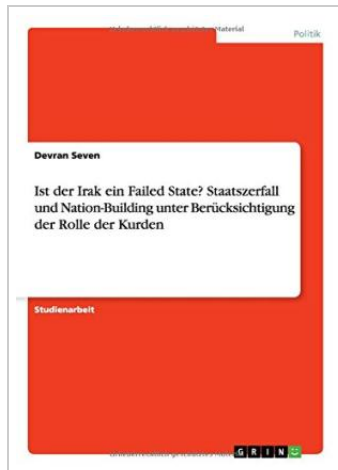 Politik
Devran Seven
Ist der Irak ein Failed State? Staatszerfall
und Nation-Building unter Berücksichtigung
der Rolle der Kurden
Studienarbeit
GRIN